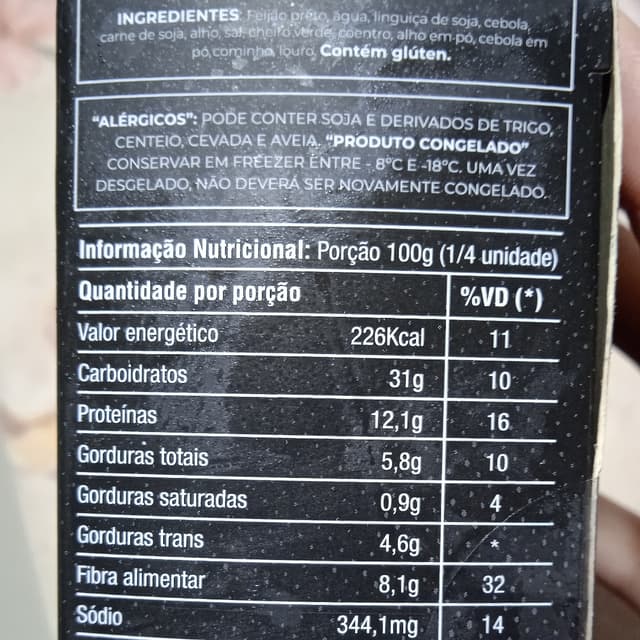 INGREDIENTES: Feijão preto, água, linguiça de soja, cebola,
carne de soja, alho, sal, cheiro verde, coentro, alho em pó, cebola em
pó, cominho, louro. Contém glúten.
"ALÉRGICOS": PODE CONTER SOJA E DERIVADOS DE TRIGO,
CENTEIO, CEVADA E AVEIA. "PRODUTO CONGELADO"
CONSERVAR EM FREEZER ENTRE - 8°C E -18°C. UMA VEZ
DESGELADO, NÃO DEVERÁ SER NOVAMENTE CONGELADO.
Informação Nutricional: Porção 100g (1/4 unidade)
Quantidade por porção %VD (*)
Valor energético 226Kcal 11
Carboidratos 31g 10
Proteínas 12,1g 16
Gorduras totais 5,8g 10
Gorduras saturadas 0,9g 4
Gorduras trans 4,6g *
Fibra alimentar 8,1g 32
Sódio 344,1mg 14